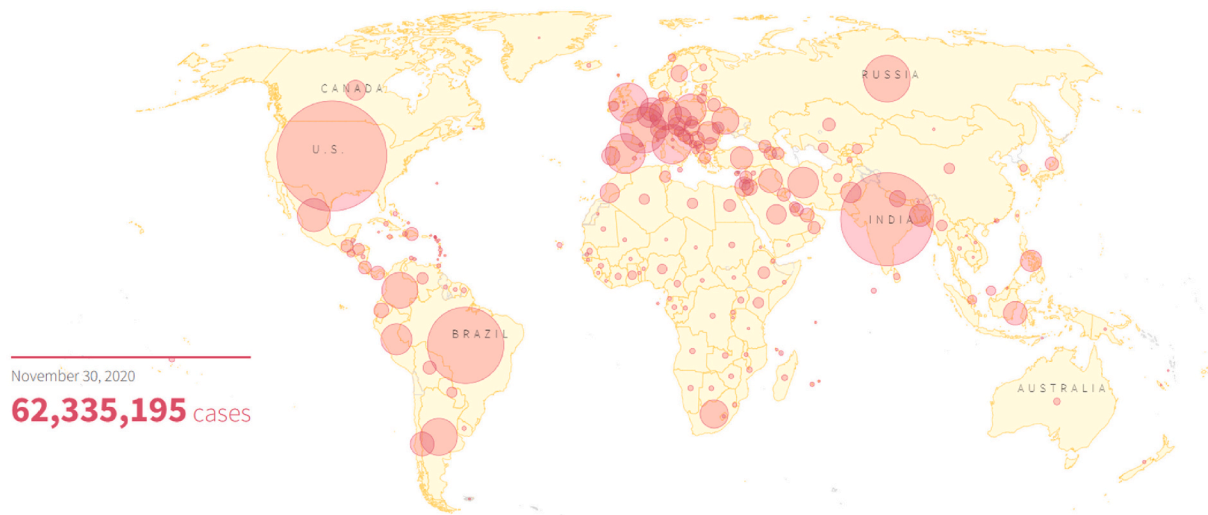 RUSSIA
CANADA
U.S.
INDIA
BRAZIL
November 30, 2020
AUSTRALIA
62,335,195 cases